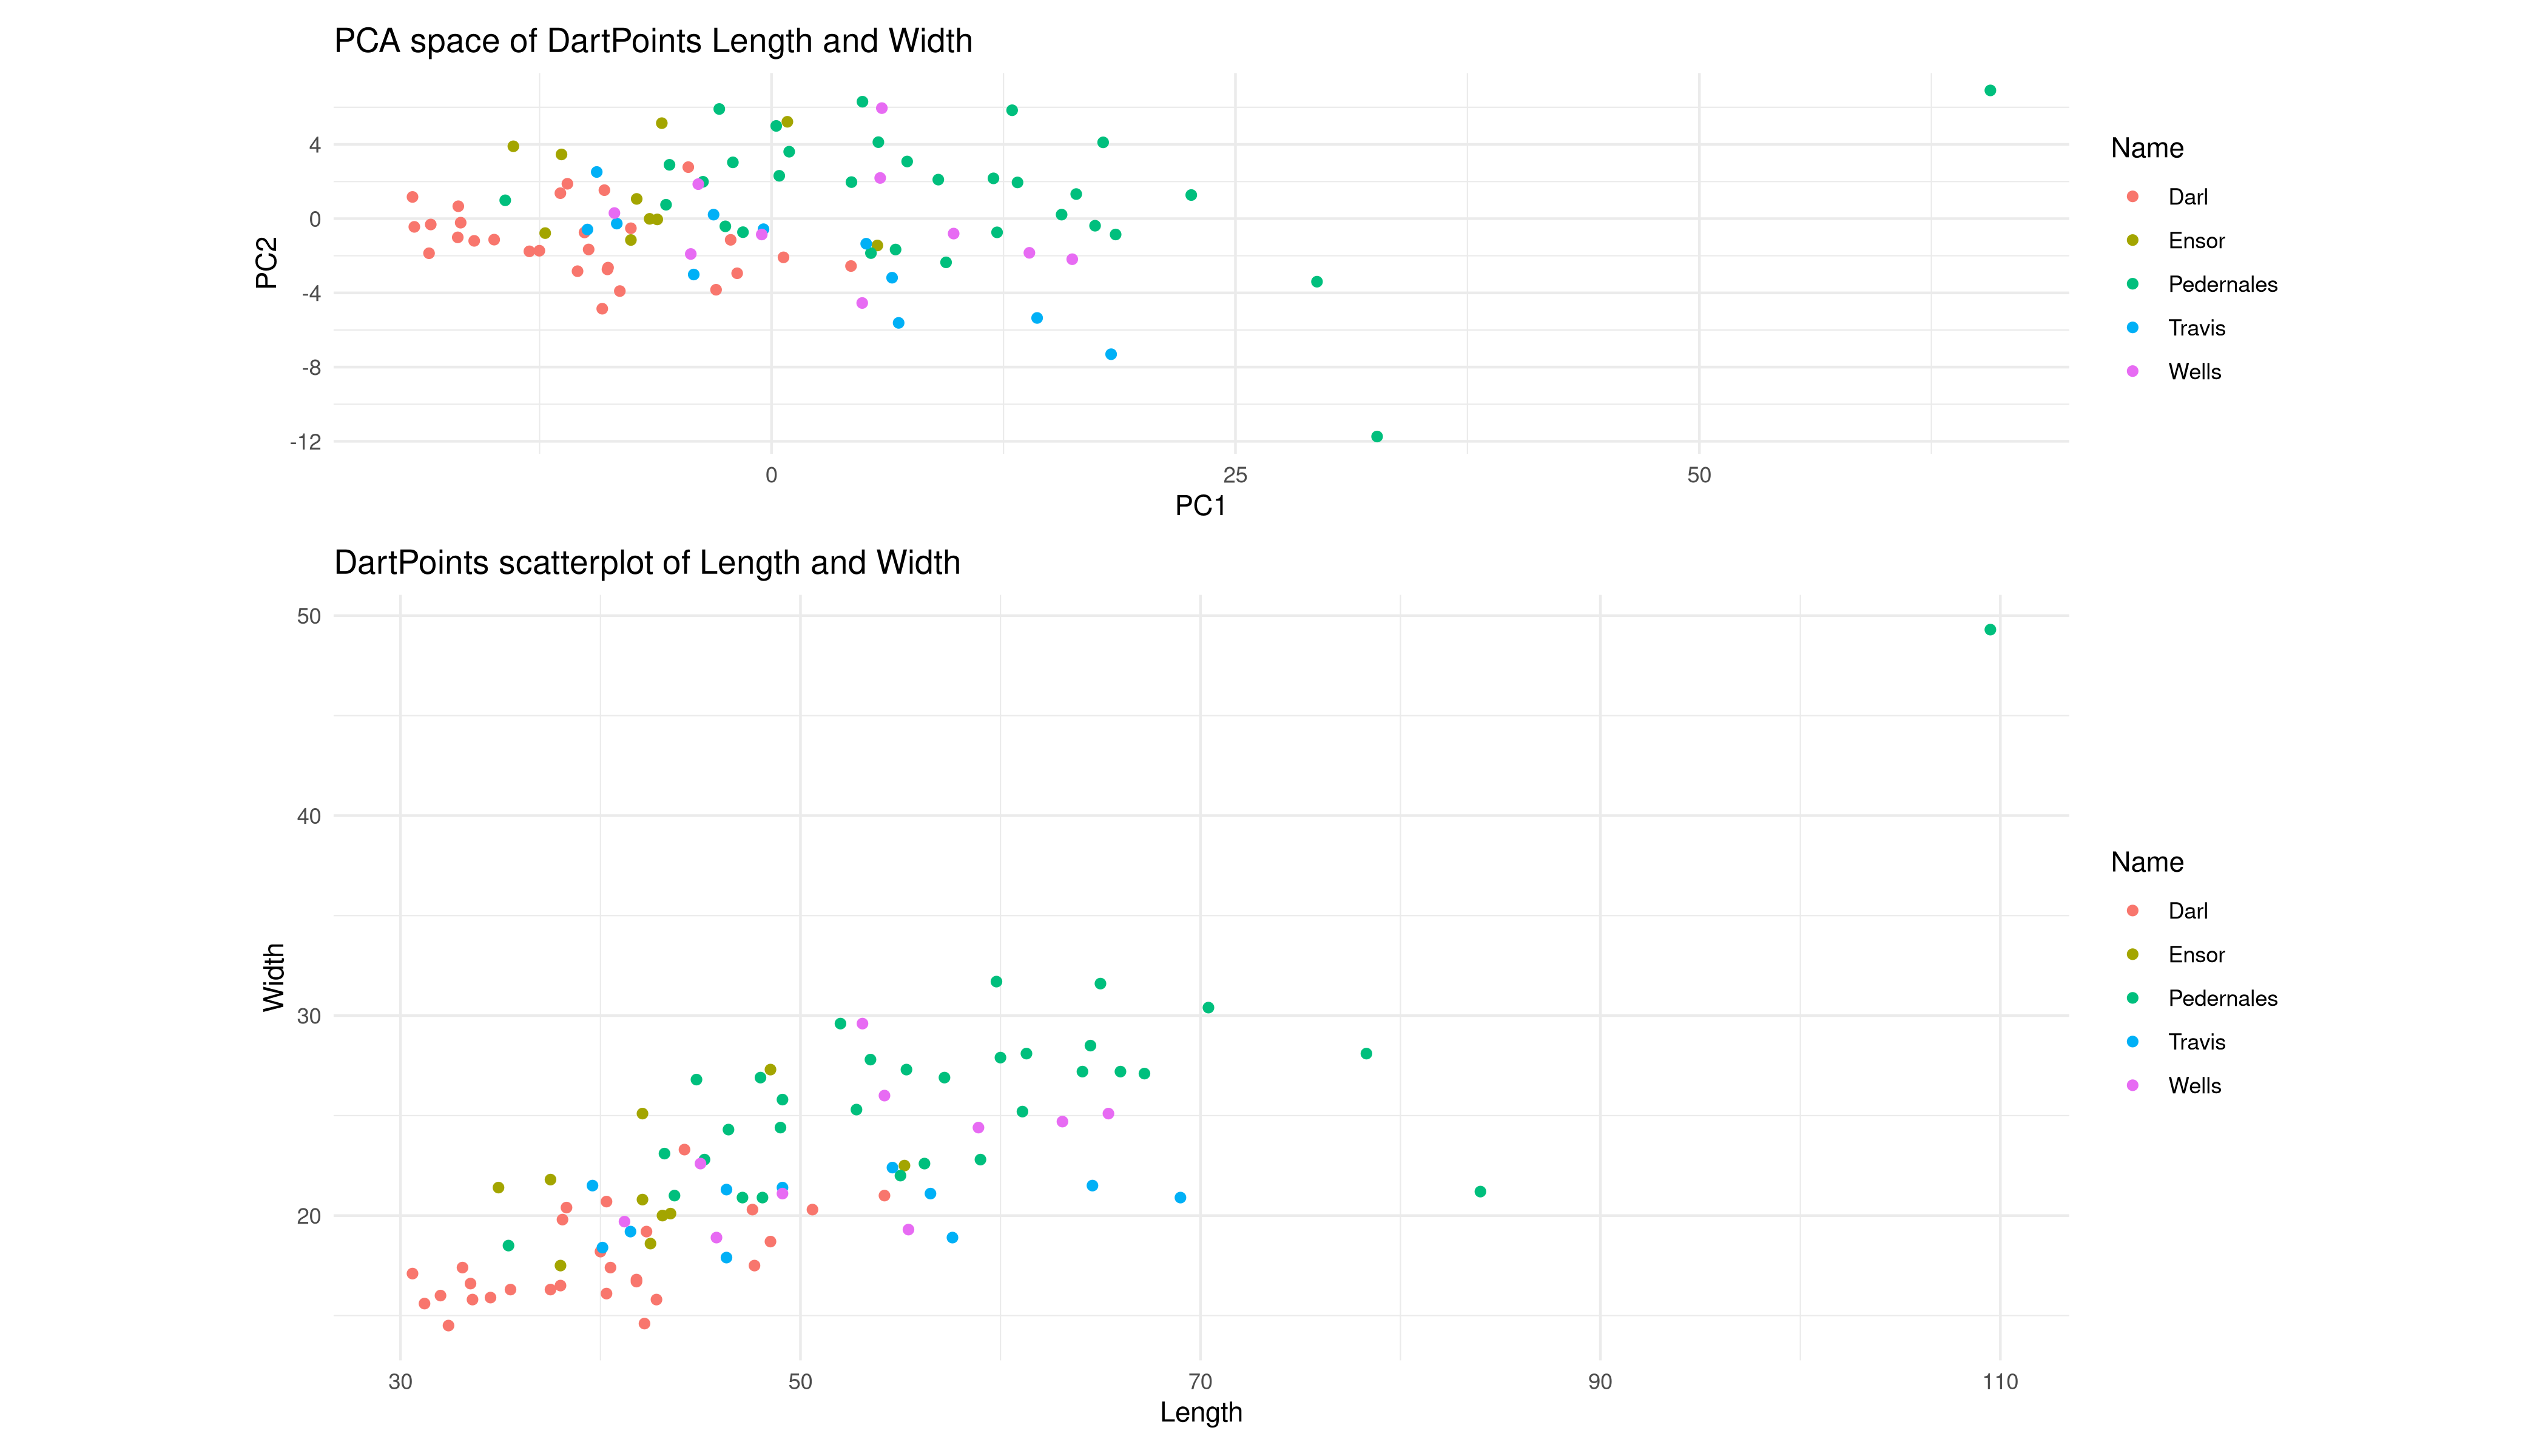 PCA space of DartPoints Length and Width
4
0
-4
-8
-12
PC2
0 25 50
PC1
Name
Darl
Ensor
Pedernales
Travis
Wells
DartPoints scatterplot of Length and Width
50
40
30
20
Width
30 50 70 90 110
Length
Name
Darl
Ensor
Pedernales
Travis
Wells